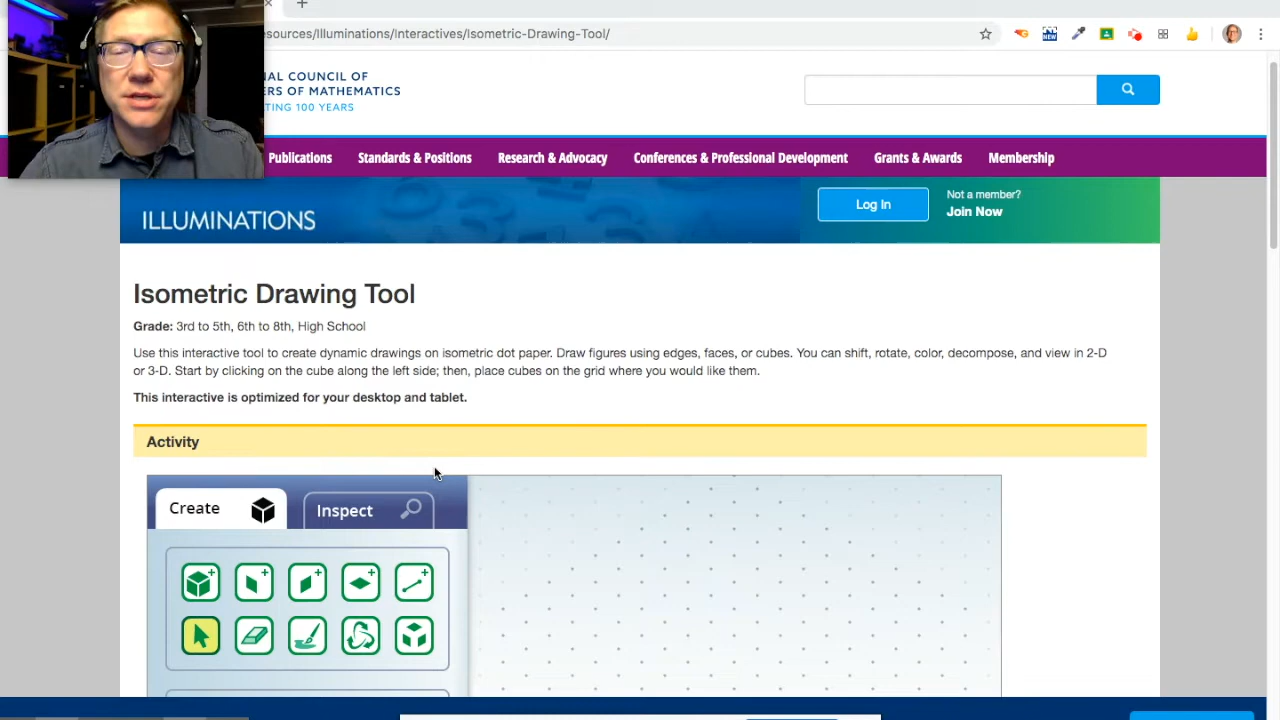 esources/Illuminations/Interactives/Isometric-Drawing-Tool/
NEW
NAL COUNCIL OF
RS OF MATHEMATICS
TING 100 YEARS
Publications
Standards & Positions
Research & Advocacy
Conferences & Professional Development
Grants & Awards
Membership
ILLUMINATIONS
Log In
Not a member?
Join Now
Isometric Drawing Tool
Grade: 3rd to 5th, 6th to 8th, High School
Use this interactive tool to create dynamic drawings on isometric dot paper. Draw figures using edges, faces, or cubes. You can shift, rotate, color, decompose, and view in 2-D
or 3-D. Start by clicking on the cube along the left side; then, place cubes on the grid where you would like them.
This interactive is optimized for your desktop and tablet.
Activity
Create
Inspect